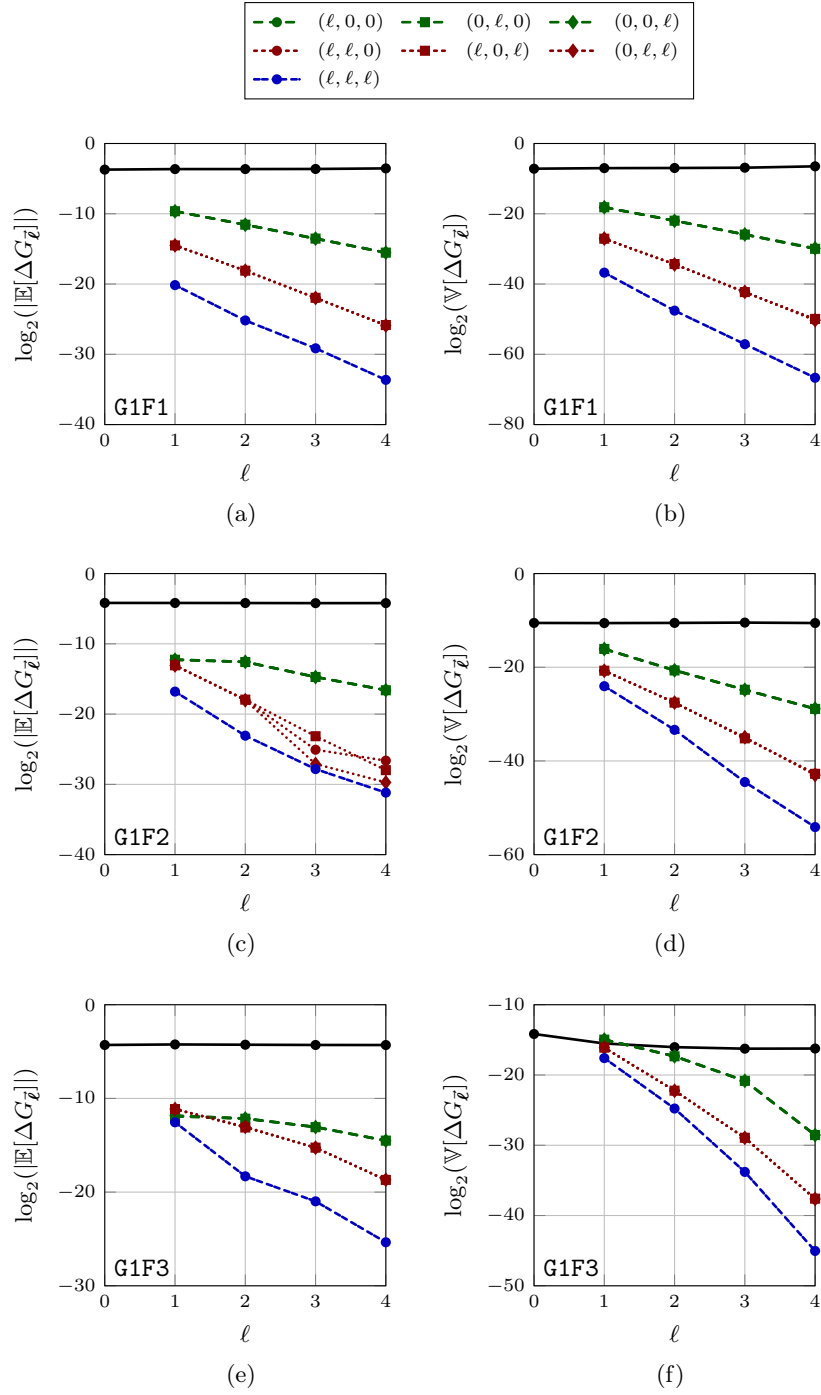 (ℓ, 0, 0) (0, ℓ, 0) (0, 0, ℓ)
(ℓ, ℓ, 0) (ℓ, 0, ℓ) (0, ℓ, ℓ)
(ℓ, ℓ, ℓ)
0 −10 −20 −30 −40
log₂(|𝔼[ΔG_ℓ⃗]|)
G1F1
0 1 2 3 4
ℓ
(a)
0 −20 −40 −60 −80
log₂(𝕍[ΔG_ℓ⃗])
G1F1
0 1 2 3 4
ℓ
(b)
0 −10 −20 −30 −40
log₂(|𝔼[ΔG_ℓ⃗]|)
G1F2
0 1 2 3 4
ℓ
(c)
0 −20 −40 −60
log₂(𝕍[ΔG_ℓ⃗])
G1F2
0 1 2 3 4
ℓ
(d)
0 −10 −20 −30
log₂(|𝔼[ΔG_ℓ⃗]|)
G1F3
0 1 2 3 4
ℓ
(e)
−10 −20 −30 −40 −50
log₂(𝕍[ΔG_ℓ⃗])
G1F3
0 1 2 3 4
ℓ
(f)